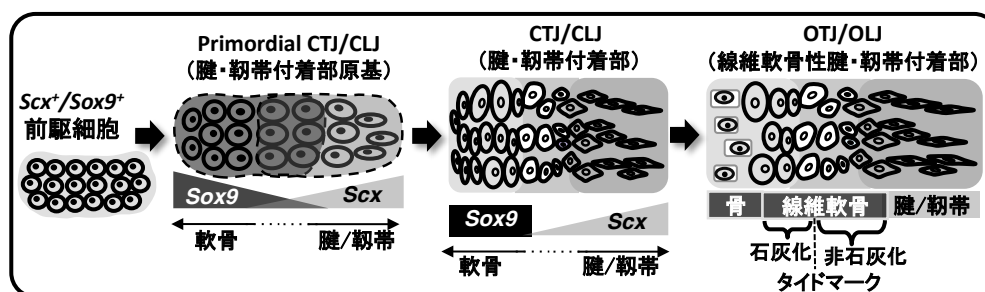 Scx⁺/Sox9⁺
前駆細胞
Primordial CTJ/CLJ
（腱・靭帯付着部原基）
Sox9
Scx
軟骨
腱/靭帯
CTJ/CLJ
（腱・靭帯付着部）
Sox9
Scx
軟骨
腱/靭帯
OTJ/OLJ
（線維軟骨性腱・靭帯付着部）
骨
線維軟骨
腱/靭帯
石灰化
非石灰化
タイドマーク